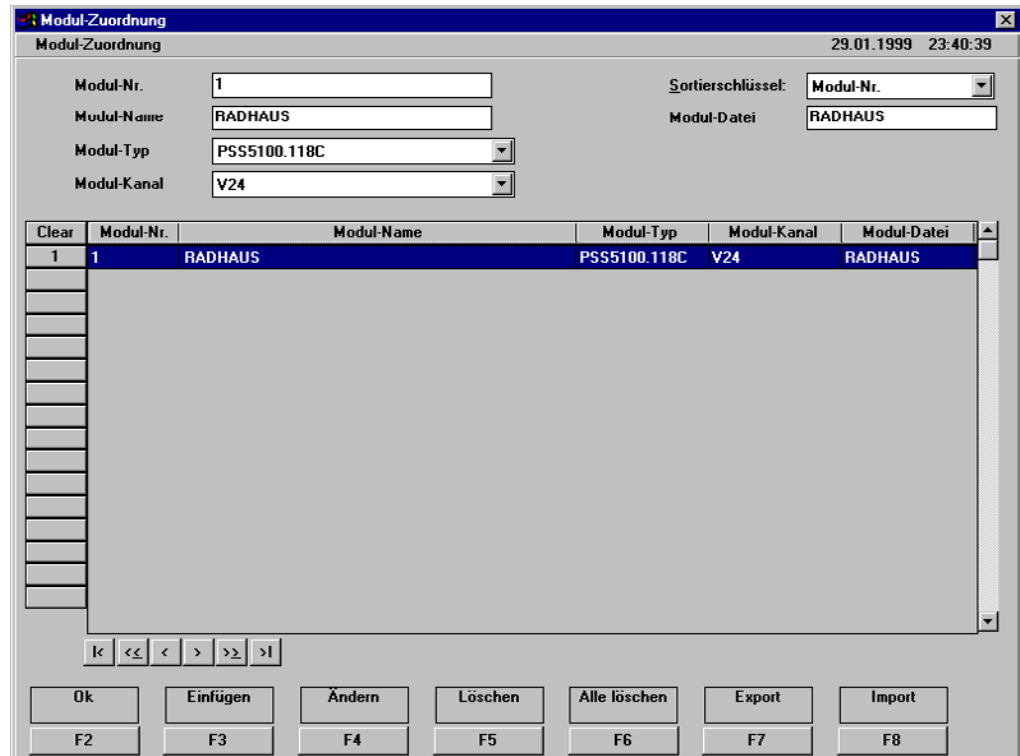 Modul-Zuordnung
Modul-Zuordnung 29.01.1999 23:40:39
Modul-Nr. 1 Sortierschlüssel: Modul-Nr.
Modul-Name RADHAUS Modul-Datei RADHAUS
Modul-Typ PSS5100.118C
Modul-Kanal V24
Clear Modul-Nr. Modul-Name Modul-Typ Modul-Kanal Modul-Datei
1 1 RADHAUS PSS5100.118C V24 RADHAUS
|< << < > >> >|
Ok Einfügen Ändern Löschen Alle löschen Export Import
F2 F3 F4 F5 F6 F7 F8